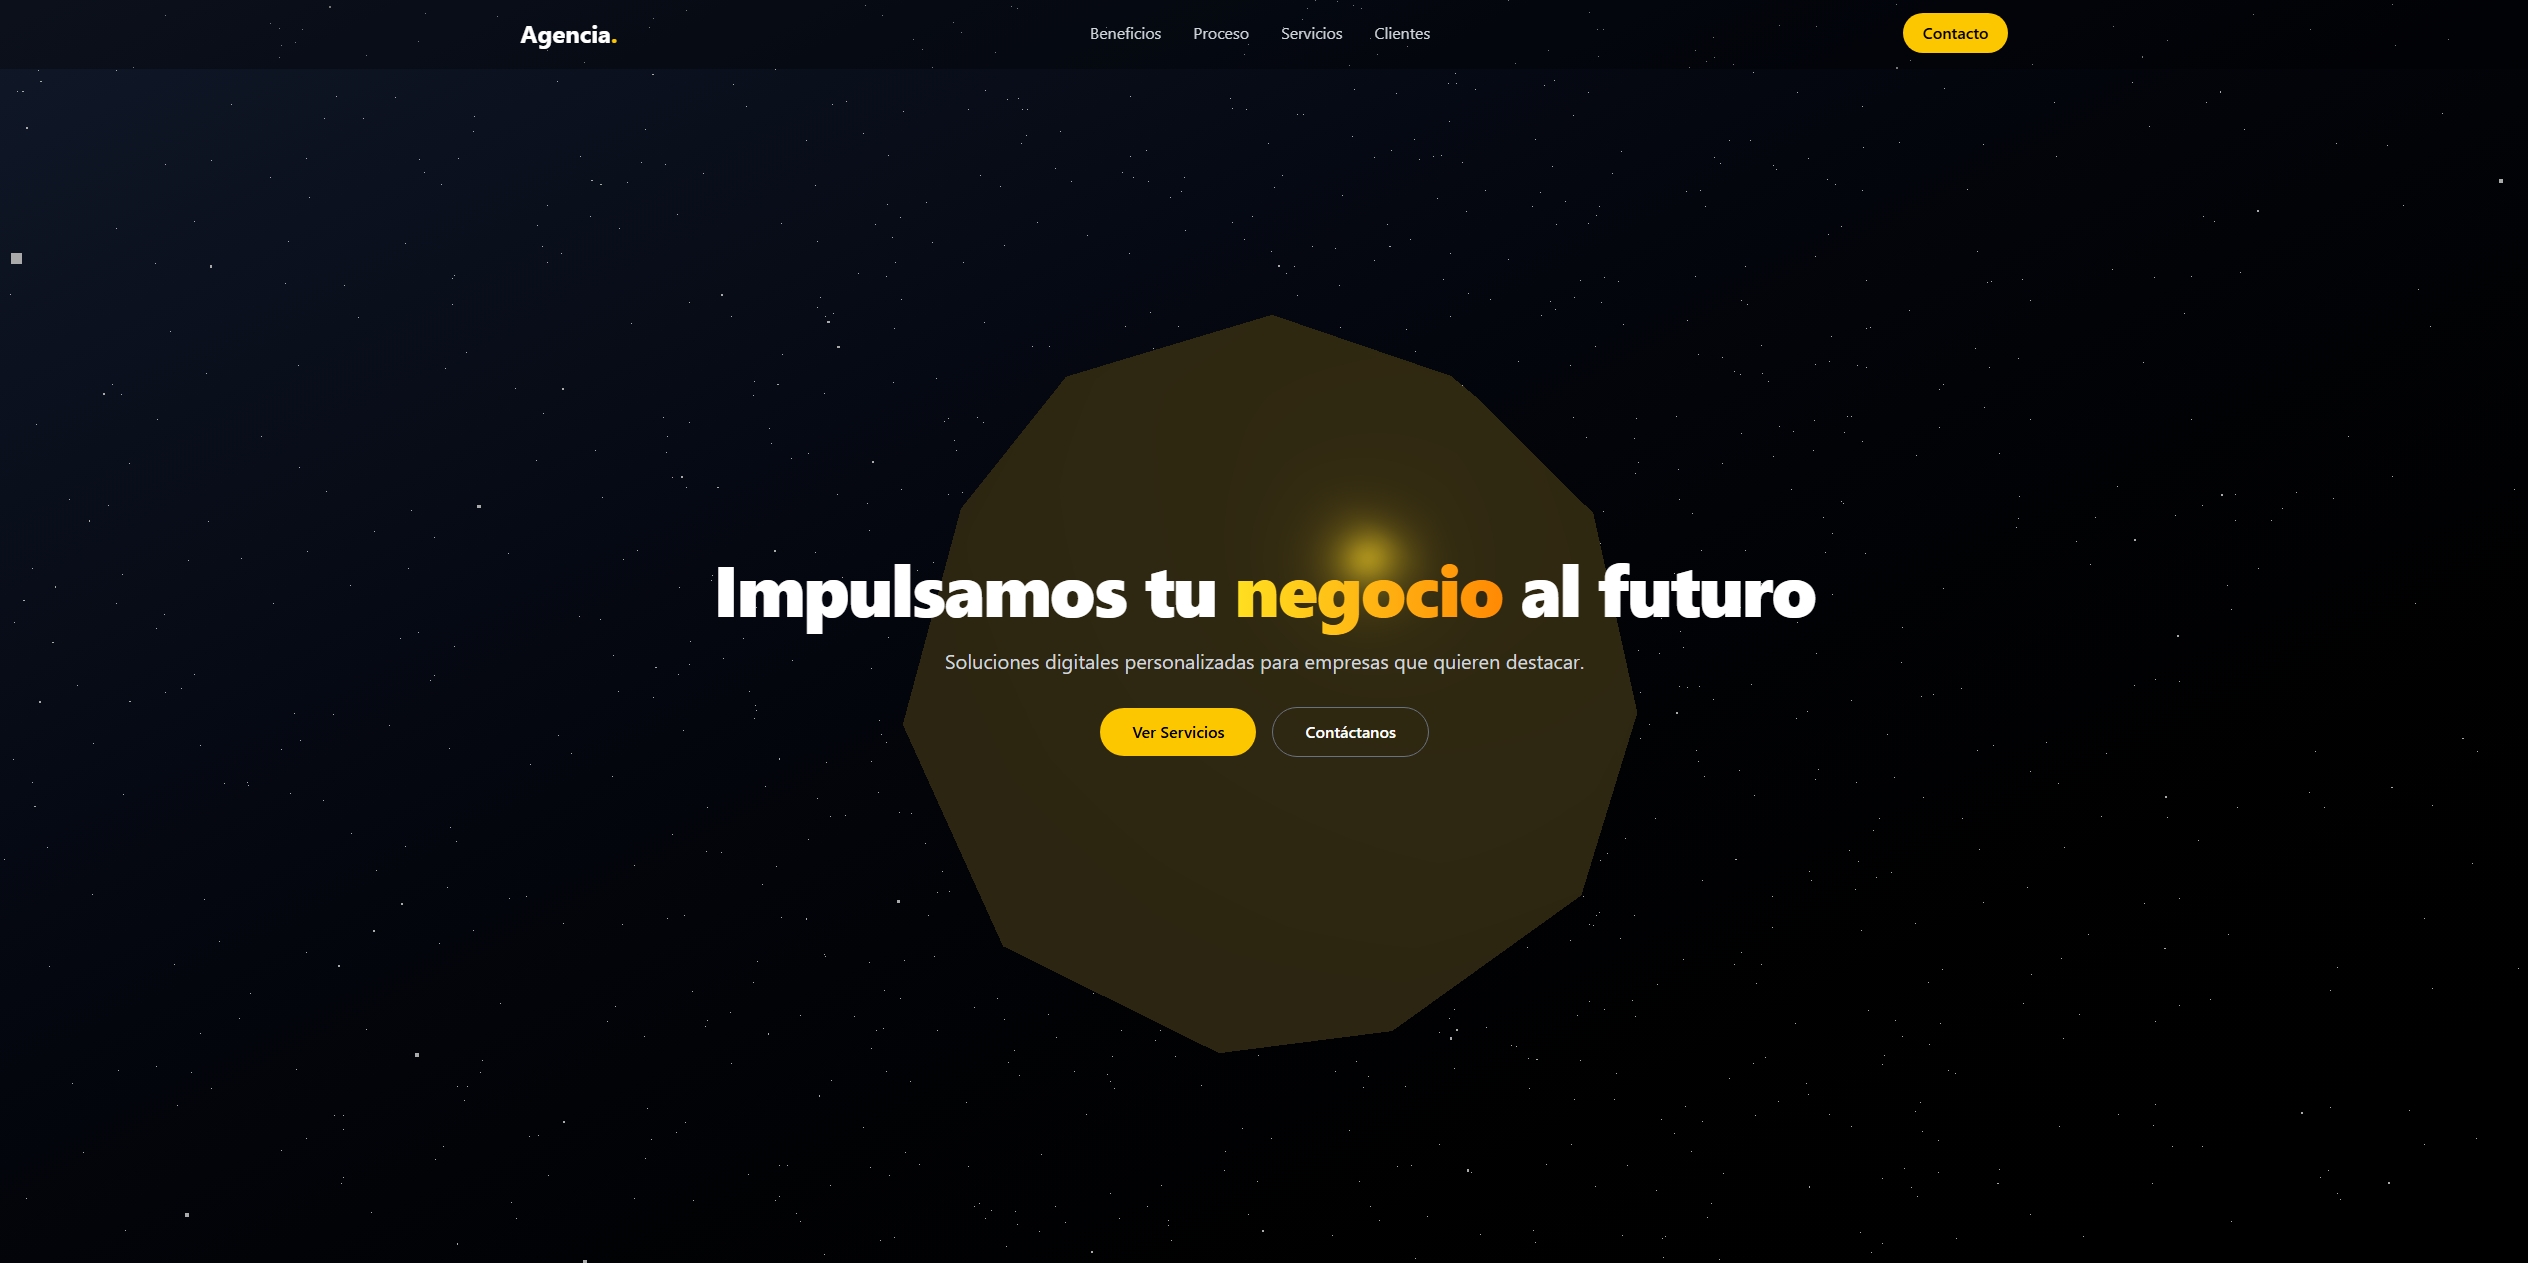 Agencia.
Beneficios
Proceso
Servicios
Clientes
Contacto
Impulsamos tu negocio al futuro
Soluciones digitales personalizadas para empresas que quieren destacar.
Ver Servicios
Contáctanos